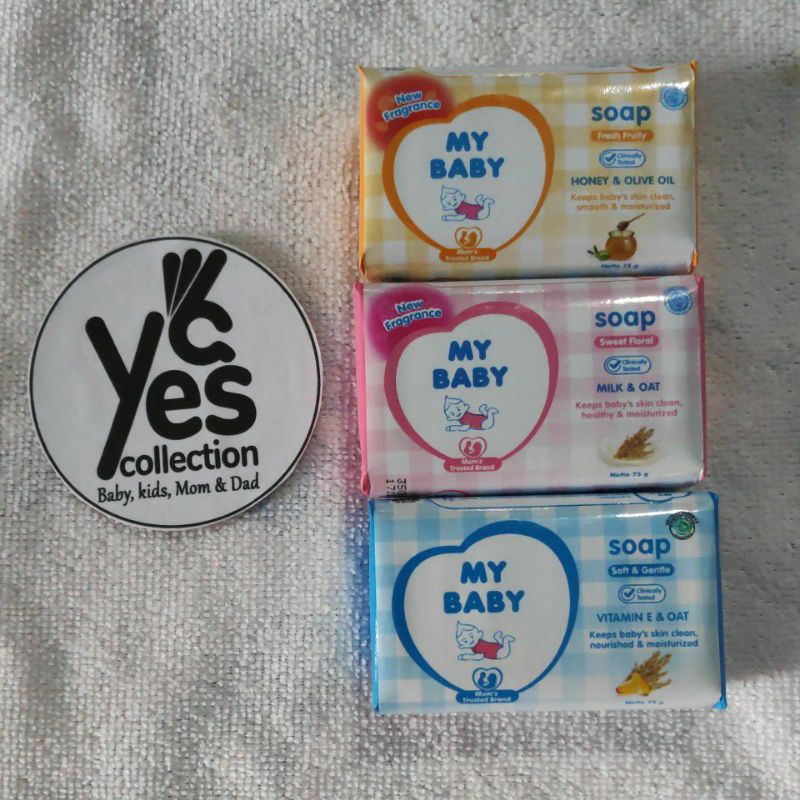 Yes
collection
Baby, kids, Mom & Dad
New
Fragrance
MY
BABY
Mum's
Trusted Brand
soap
Fresh Fruity
Clinically
Tested
HONEY & OLIVE OIL
Keeps baby's skin clean,
smooth & moisturized
Netto 75 g
New
Fragrance
MY
BABY
Mum's
Trusted Brand
soap
Sweet Floral
Clinically
Tested
MILK & OAT
Keeps baby's skin clean,
healthy & moisturized
Netto 75 g
MY
BABY
Mum's
Trusted Brand
soap
Soft & Gentle
Clinically
Tested
VITAMIN E & OAT
Keeps baby's skin clean,
nourished & moisturized
Netto 75 g